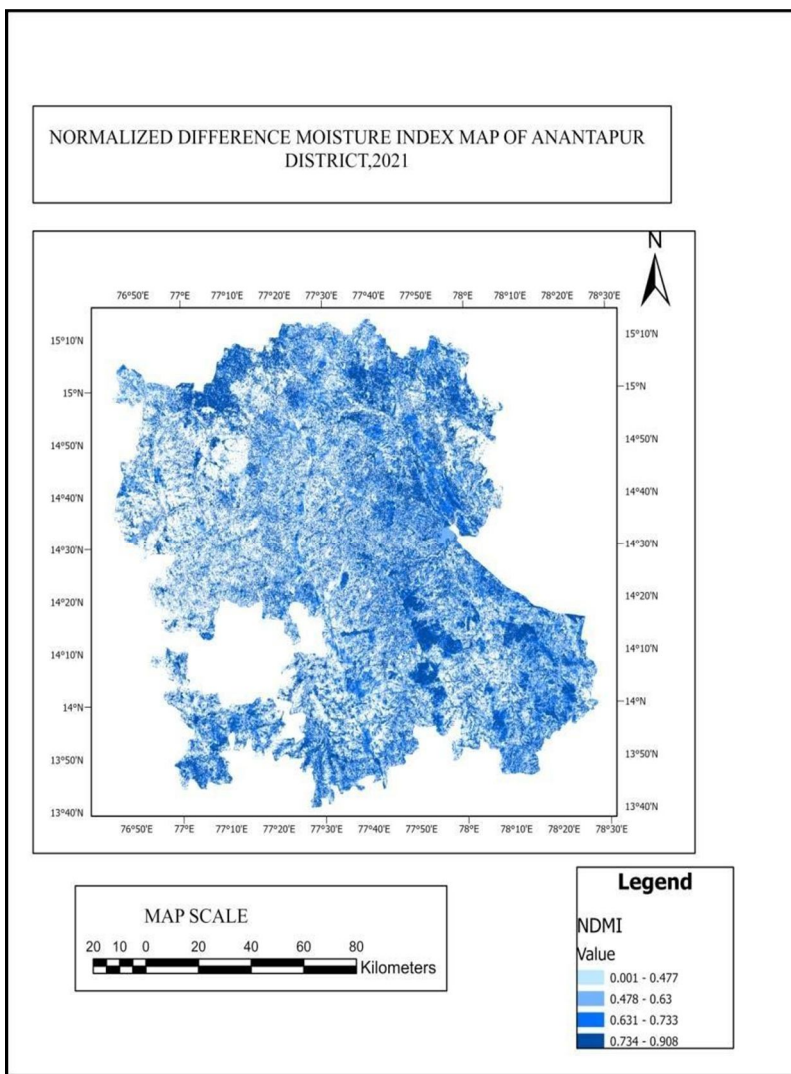 NORMALIZED DIFFERENCE MOISTURE INDEX MAP OF ANANTAPUR
DISTRICT,2021
N
76°50'E 77°E 77°10'E 77°20'E 77°30'E 77°40'E 77°50'E 78°E 78°10'E 78°20'E 78°30'E
15°10'N 15°10'N
15°N 15°N
14°50'N 14°50'N
14°40'N 14°40'N
14°30'N 14°30'N
14°20'N 14°20'N
14°10'N 14°10'N
14°N 14°N
13°50'N 13°50'N
13°40'N 13°40'N
76°50'E 77°E 77°10'E 77°20'E 77°30'E 77°40'E 77°50'E 78°E 78°10'E 78°20'E 78°30'E
MAP SCALE
20 10 0 20 40 60 80
Kilometers
Legend
NDMI
Value
0.001 - 0.477
0.478 - 0.63
0.631 - 0.733
0.734 - 0.908